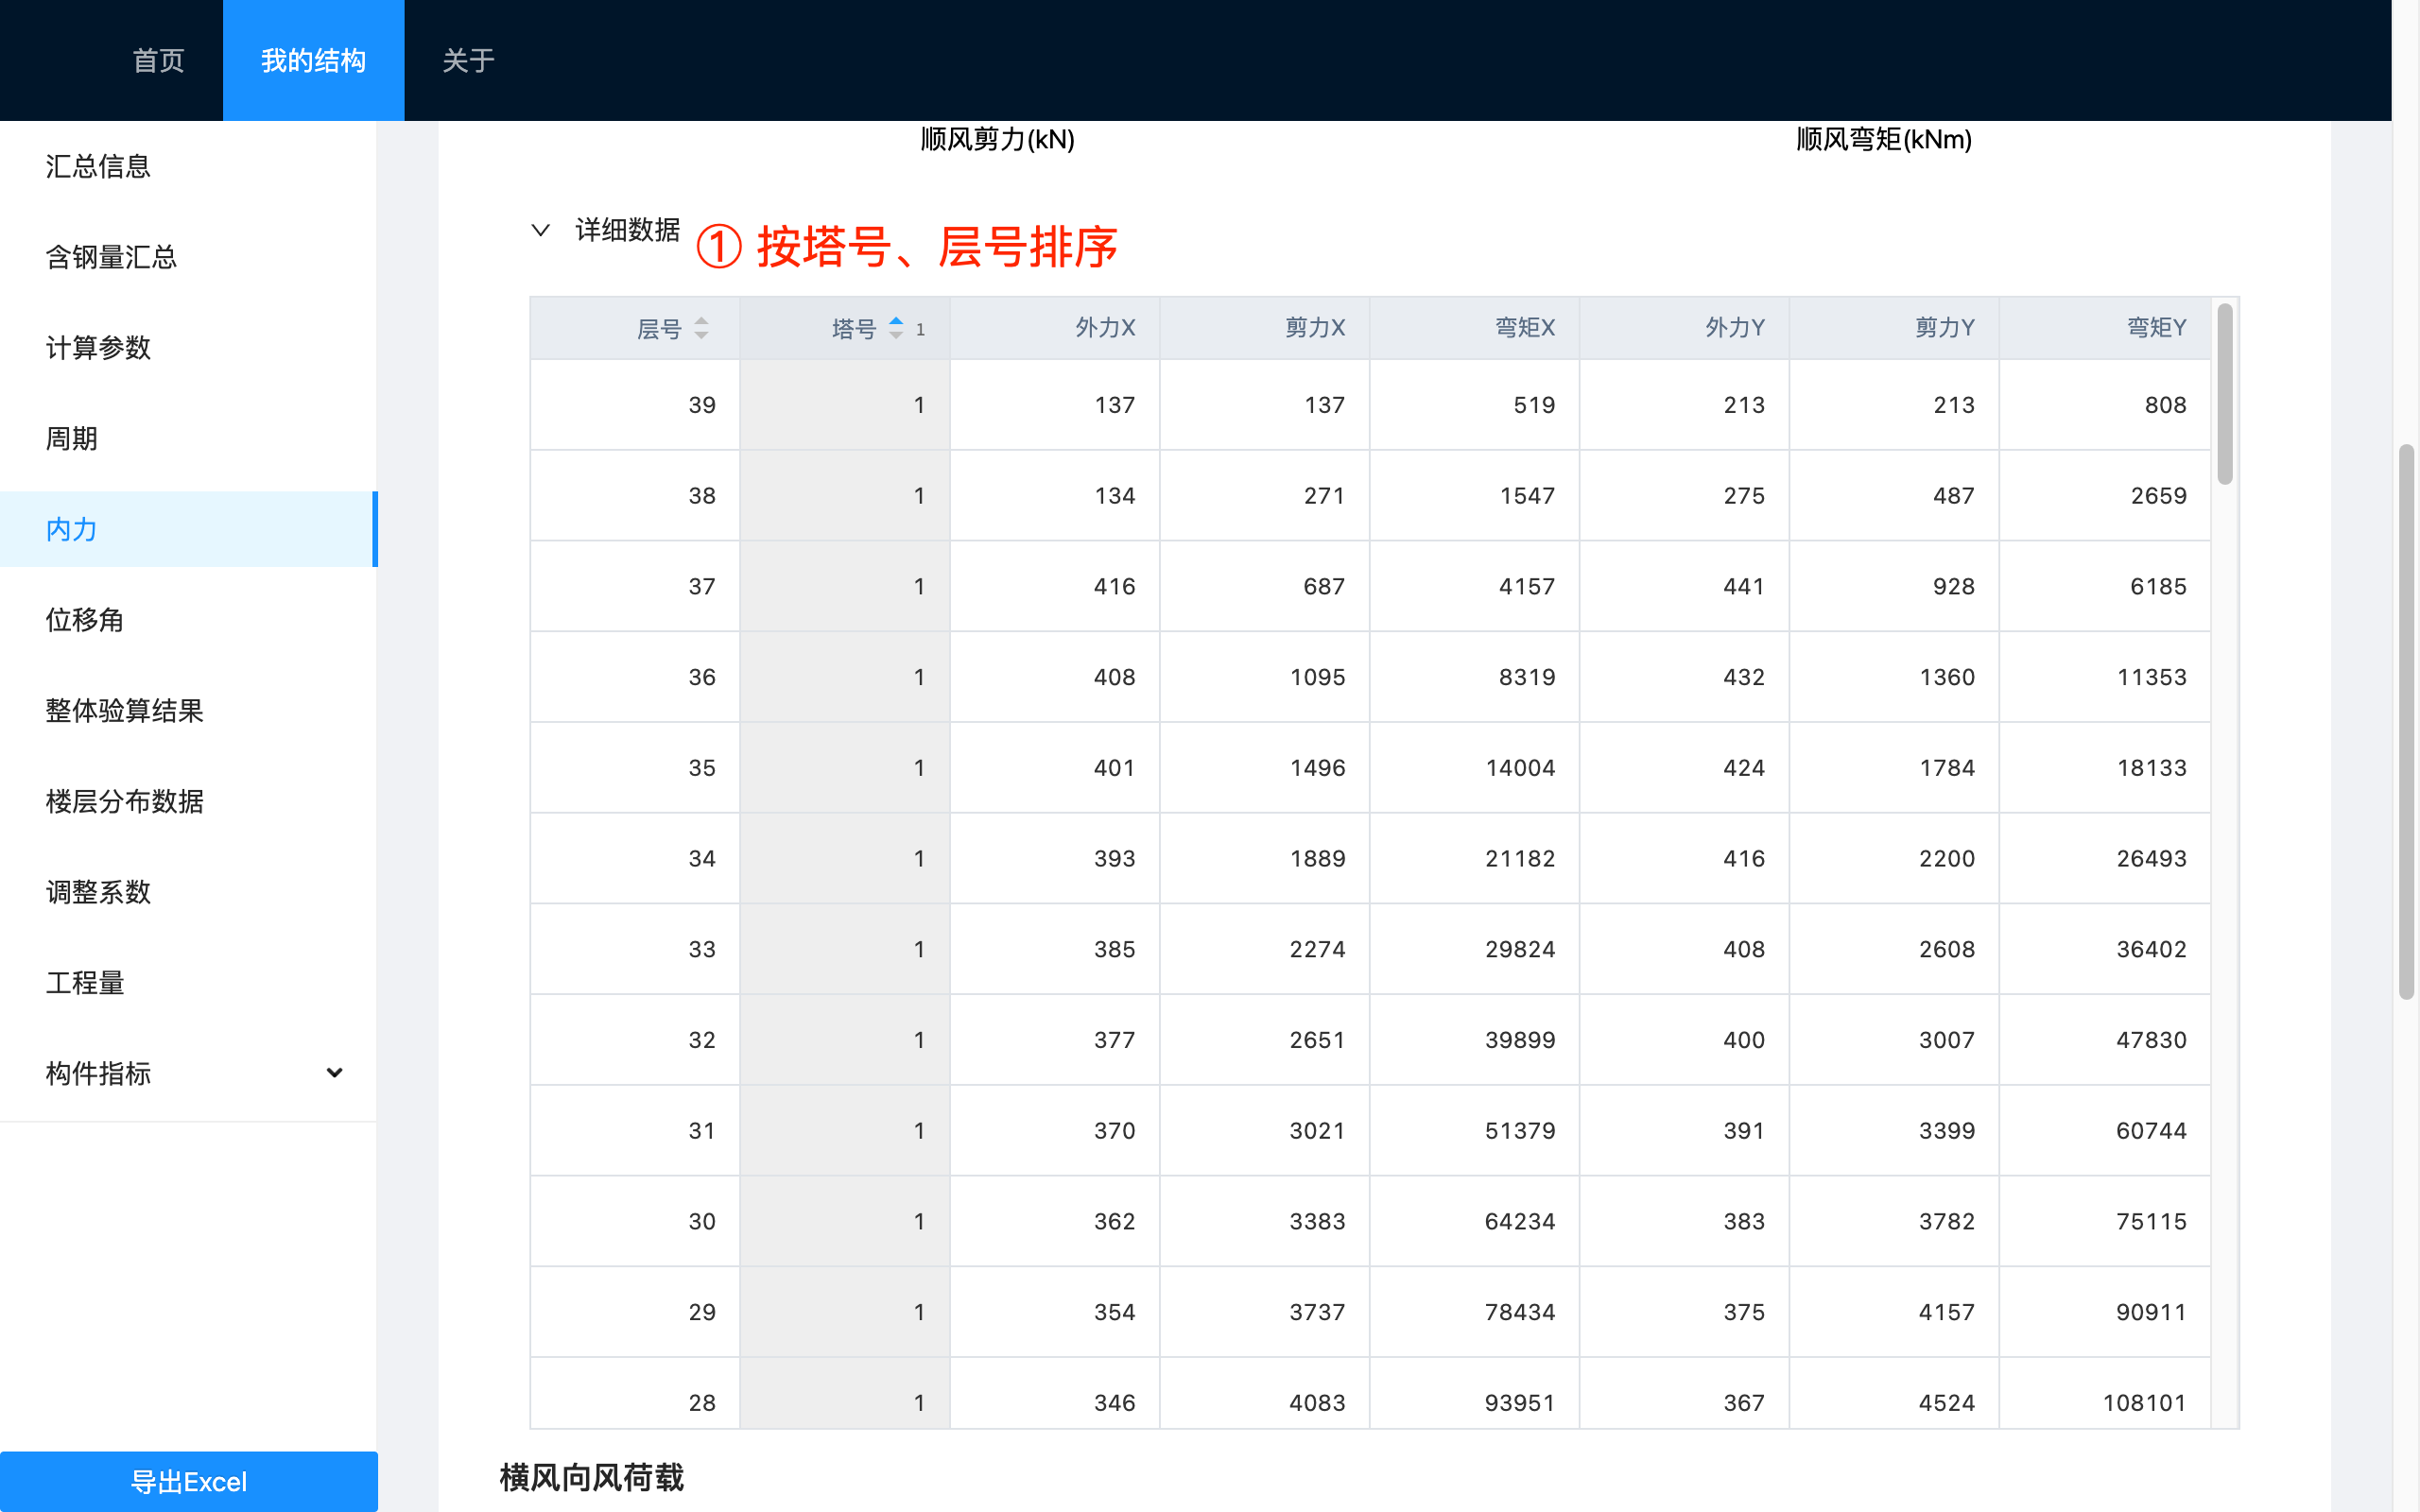 首页 我的结构 关于
汇总信息
含钢量汇总
计算参数
周期
内力
位移角
整体验算结果
楼层分布数据
调整系数
工程量
构件指标
导出Excel
顺风剪力(kN) 顺风弯矩(kNm)
详细数据 ① 按塔号、层号排序
层号 塔号 1 外力X 剪力X 弯矩X 外力Y 剪力Y 弯矩Y
39 1 137 137 519 213 213 808
38 1 134 271 1547 275 487 2659
37 1 416 687 4157 441 928 6185
36 1 408 1095 8319 432 1360 11353
35 1 401 1496 14004 424 1784 18133
34 1 393 1889 21182 416 2200 26493
33 1 385 2274 29824 408 2608 36402
32 1 377 2651 39899 400 3007 47830
31 1 370 3021 51379 391 3399 60744
30 1 362 3383 64234 383 3782 75115
29 1 354 3737 78434 375 4157 90911
28 1 346 4083 93951 367 4524 108101
横风向风荷载